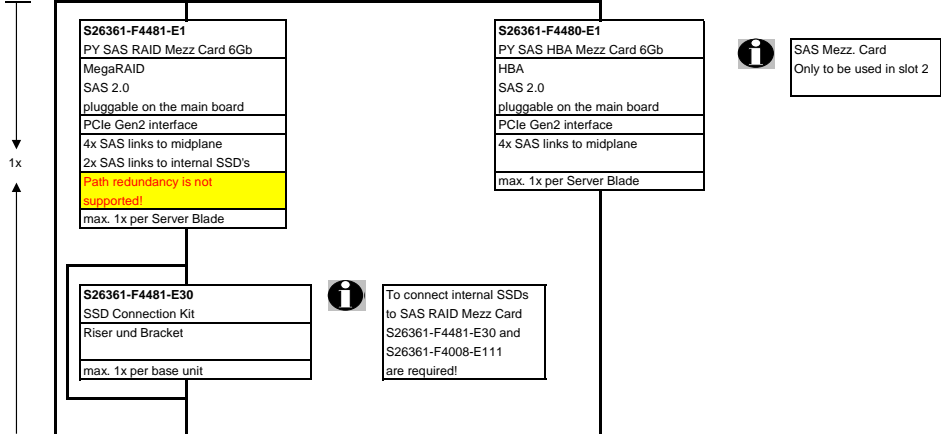 S26361-F4481-E1
PY SAS RAID Mezz Card 6Gb
MegaRAID
SAS 2.0
pluggable on the main board
PCIe Gen2 interface
4x SAS links to midplane
2x SAS links to internal SSD's
Path redundancy is not
supported!
max. 1x per Server Blade
S26361-F4480-E1
PY SAS HBA Mezz Card 6Gb
HBA
SAS 2.0
pluggable on the main board
PCIe Gen2 interface
4x SAS links to midplane
max. 1x per Server Blade
SAS Mezz. Card
Only to be used in slot 2
1x
S26361-F4481-E30
SSD Connection Kit
Riser und Bracket
max. 1x per base unit
To connect internal SSDs
to SAS RAID Mezz Card
S26361-F4481-E30 and
S26361-F4008-E111
are required!